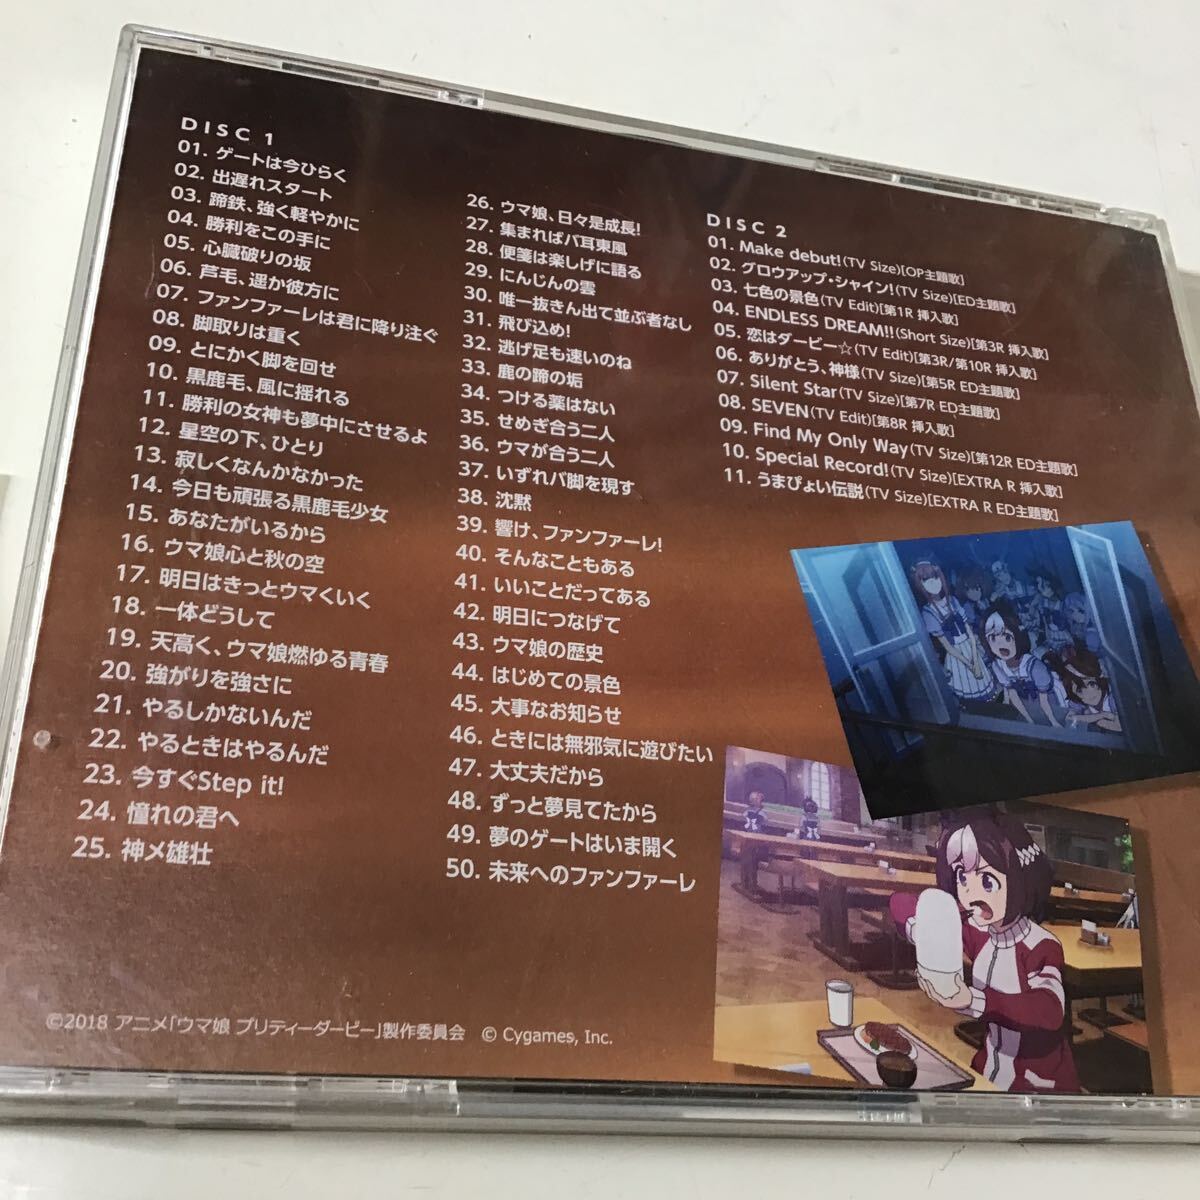 DISC 1
01. ゲートは今ひらく
02. 出遅れスタート
03. 蹄鉄、強く軽やかに
04. 勝利をこの手に
05. 心臓破りの坂
06. 芦毛、遥か彼方に
07. ファンファーレは君に降り注ぐ
08. 脚取りは重く
09. とにかく脚を回せ
10. 黒鹿毛、風に揺れる
11. 勝利の女神も夢中にさせるよ
12. 星空の下、ひとり
13. 寂しくなんかなかった
14. 今日も頑張る黒鹿毛少女
15. あなたがいるから
16. ウマ娘心と秋の空
17. 明日はきっとウマくいく
18. 一体どうして
19. 天高く、ウマ娘燃ゆる青春
20. 強がりを強さに
21. やるしかないんだ
22. やるときはやるんだ
23. 今すぐStep it!
24. 憧れの君へ
25. 神メ雄壮
26. ウマ娘、日々是成長!
27. 集まればバ耳東風
28. 便箋は楽しげに語る
29. にんじんの雲
30. 唯一抜きん出て並ぶ者なし
31. 飛び込め!
32. 逃げ足も速いのね
33. 鹿の蹄の垢
34. つける薬はない
35. せめぎ合う二人
36. ウマが合う二人
37. いずれバ脚を現す
38. 沈黙
39. 響け、ファンファーレ!
40. そんなこともある
41. いいことだってある
42. 明日につなげて
43. ウマ娘の歴史
44. はじめての景色
45. 大事なお知らせ
46. ときには無邪気に遊びたい
47. 大丈夫だから
48. ずっと夢見てたから
49. 夢のゲートはいま開く
50. 未来へのファンファーレ
DISC 2
01. Make debut!(TV Size)[OP主題歌]
02. グロウアップ・シャイン!(TV Size)[ED主題歌]
03. 七色の景色(TV Edit)[第1R 挿入歌]
04. ENDLESS DREAM!!(Short Size)[第3R 挿入歌]
05. 恋はダービー☆(TV Edit)[第3R/第10R 挿入歌]
06. ありがとう、神様(TV Size)[第5R ED主題歌]
07. Silent Star(TV Size)[第7R ED主題歌]
08. SEVEN(TV Edit)[第8R 挿入歌]
09. Find My Only Way(TV Size)[第12R ED主題歌]
10. Special Record!(TV Size)[EXTRA R 挿入歌]
11. うまぴょい伝説(TV Size)[EXTRA R ED主題歌]
©2018 アニメ「ウマ娘 プリティーダービー」製作委員会 © Cygames, Inc.